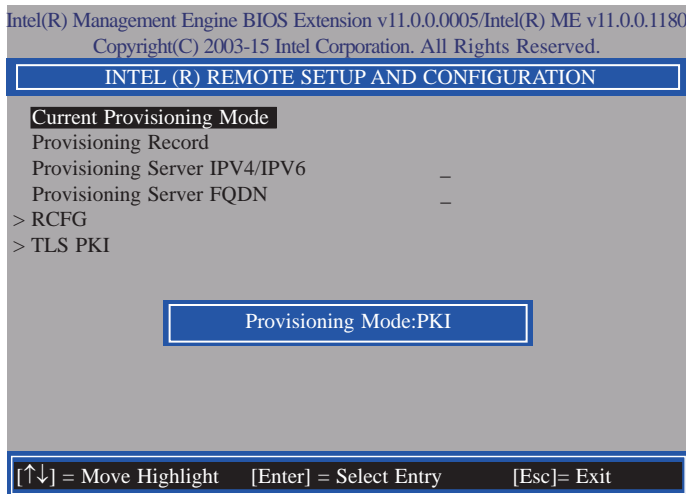 Intel(R) Management Engine BIOS Extension v11.0.0.0005/Intel(R) ME v11.0.0.1180
Copyright(C) 2003-15 Intel Corporation. All Rights Reserved.
INTEL (R) REMOTE SETUP AND CONFIGURATION
Current Provisioning Mode
Provisioning Record
Provisioning Server IPV4/IPV6 _
Provisioning Server FQDN _
> RCFG
> TLS PKI
Provisioning Mode:PKI
[↑↓] = Move Highlight [Enter] = Select Entry [Esc]= Exit